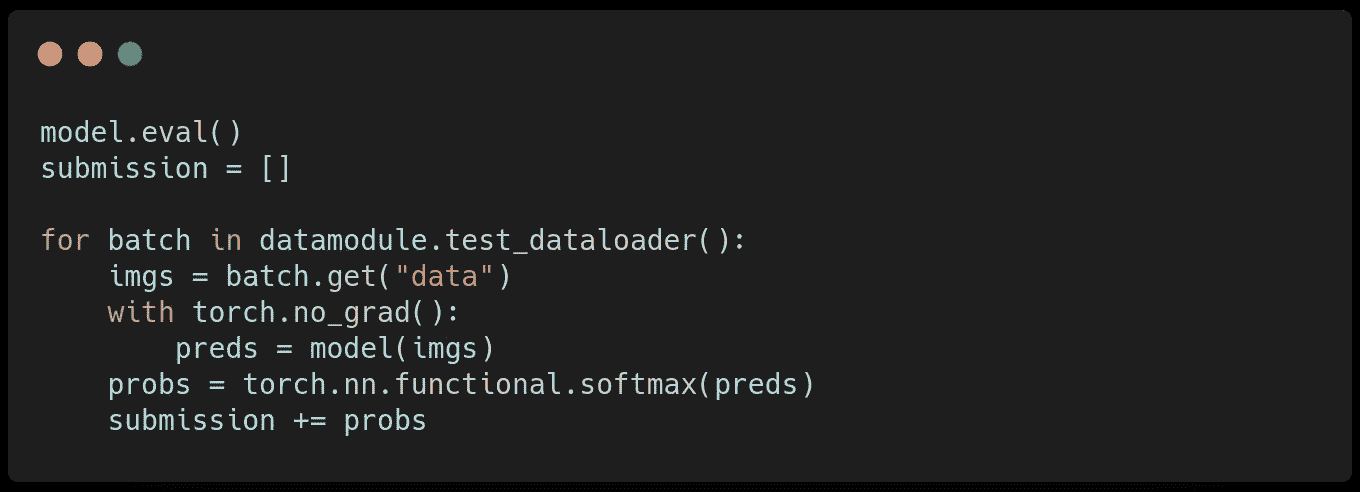 model.eval()
submission = []
for batch in datamodule.test_dataloader():
    imgs = batch.get("data")
    with torch.no_grad():
        preds = model(imgs)
    probs = torch.nn.functional.softmax(preds)
    submission += probs